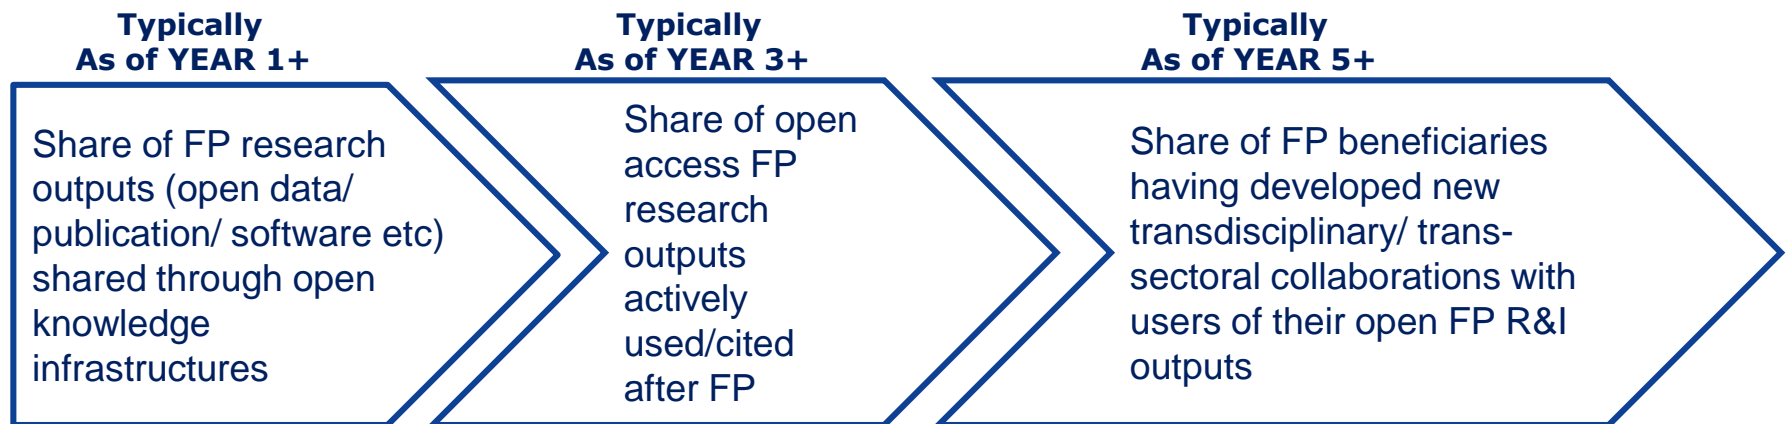 Typically
As of YEAR 1+
Share of FP research
outputs (open data/
publication/ software etc)
shared through open
knowledge
infrastructures
Typically
As of YEAR 3+
Share of open
access FP
research
outputs
actively
used/cited
after FP
Typically
As of YEAR 5+
Share of FP beneficiaries
having developed new
transdisciplinary/ trans-
sectoral collaborations with
users of their open FP R&I
outputs